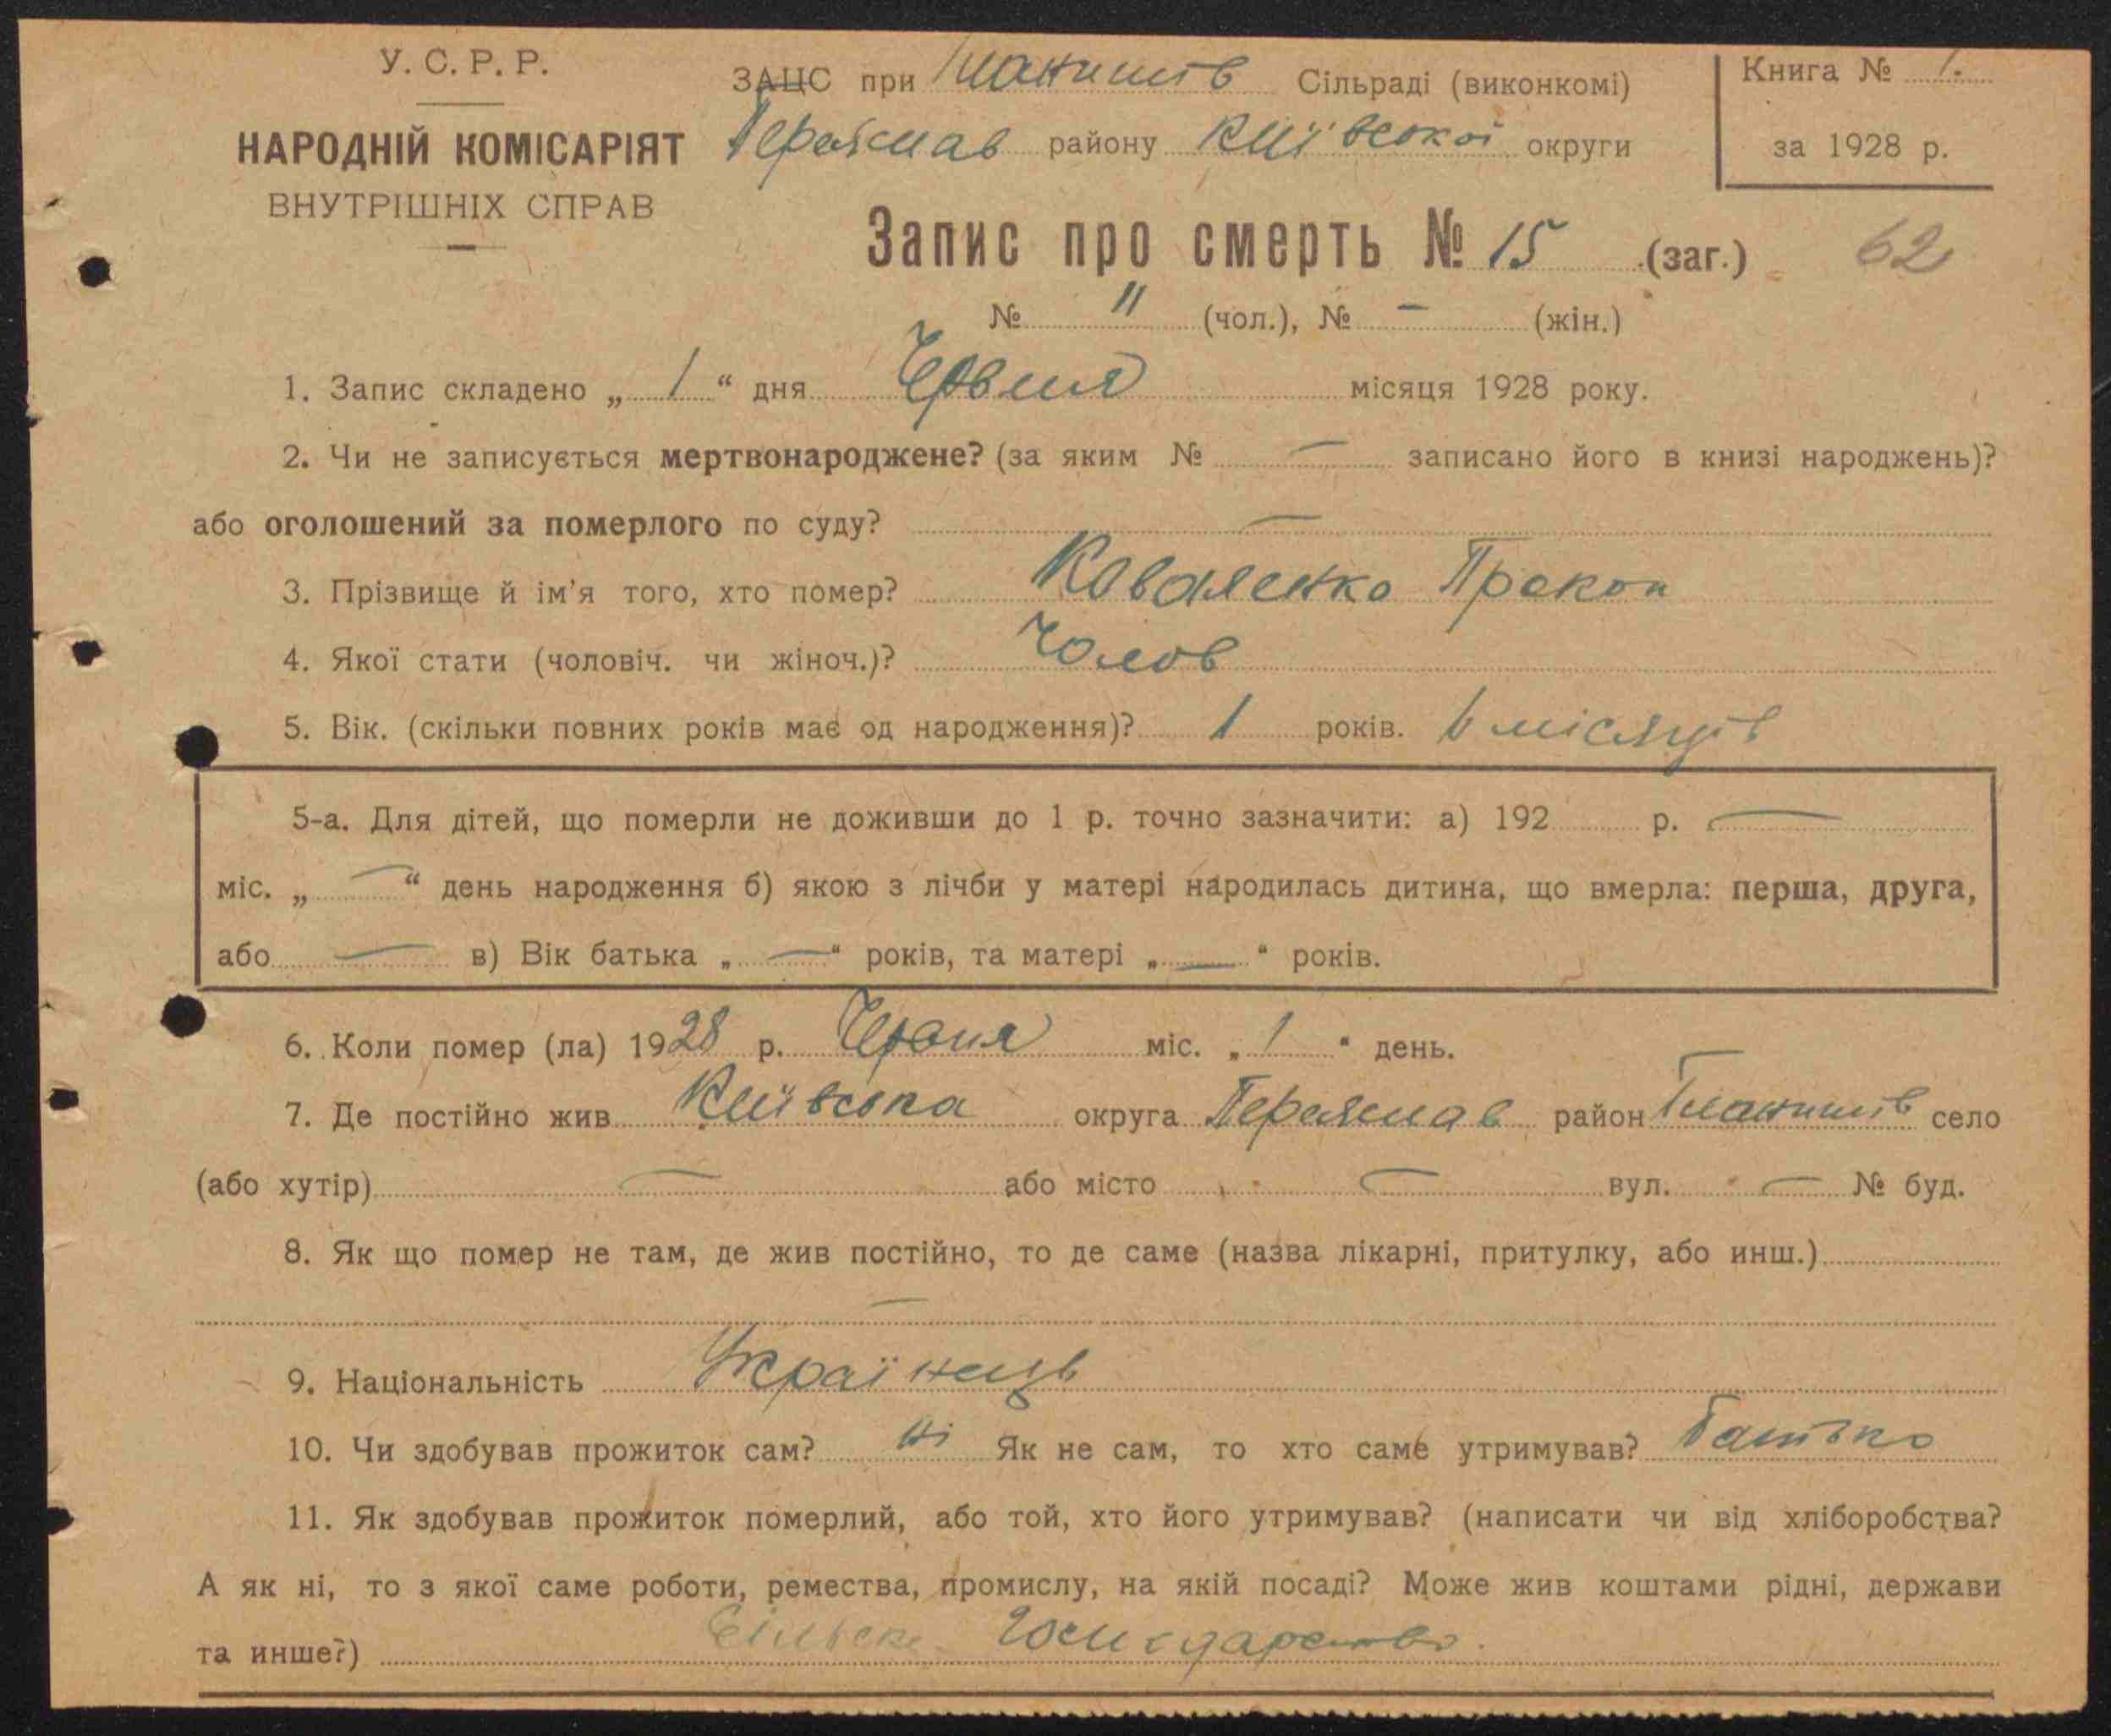 У. С. Р. Р.
НАРОДНІЙ КОМІСАРІЯТ
ВНУТРІШНІХ СПРАВ
ЗАЦС при Сільраді (виконкомі)
Переяслав району Київської округи
Книга № 1.
за 1928 р.
Запис про смерть № 15 (заг.) 62
№ 11 (чол.), № — (жін.)
1. Запис складено „ 1 “ дня Червня місяця 1928 року.
2. Чи не записується мертвонароджене? (за яким № — записано його в книзі народжень)?
або оголошений за померлого по суду? —
3. Прізвище й ім'я того, хто помер? Коваленко Прокоп
4. Якої статі (чоловіч. чи жіноч.)? Чолов
5. Вік. (скільки повних років має од народження)? 1 років. 6 місяців
5-а. Для дітей, що померли не доживши до 1 р. точно зазначити: а) 192 р. —
міс. „ — “ день народження б) якою з лічби у матері народилась дитина, що вмерла: перша, друга,
або — в) Вік батька „ — “ років, та матері „ — “ років.
6. Коли помер (ла) 1928 р. Червня міс. „ 1 “ день.
7. Де постійно жив Київська округа Переяслав район село
(або хутір) — або місто — вул. — № буд.
8. Як що помер не там, де жив постійно, то де саме (назва лікарні, притулку, або инш.)
—
9. Національність Українець
10. Чи здобував прожиток сам? ні Як не сам, то хто саме утримував? Батько
11. Як здобував прожиток померлий, або той, хто його утримував? (написати чи від хліборобства?
А як ні, то з якої саме роботи, ремества, промислу, на якій посаді? Може жив коштами рідні, держави
та инше?) Сільське Господарство.